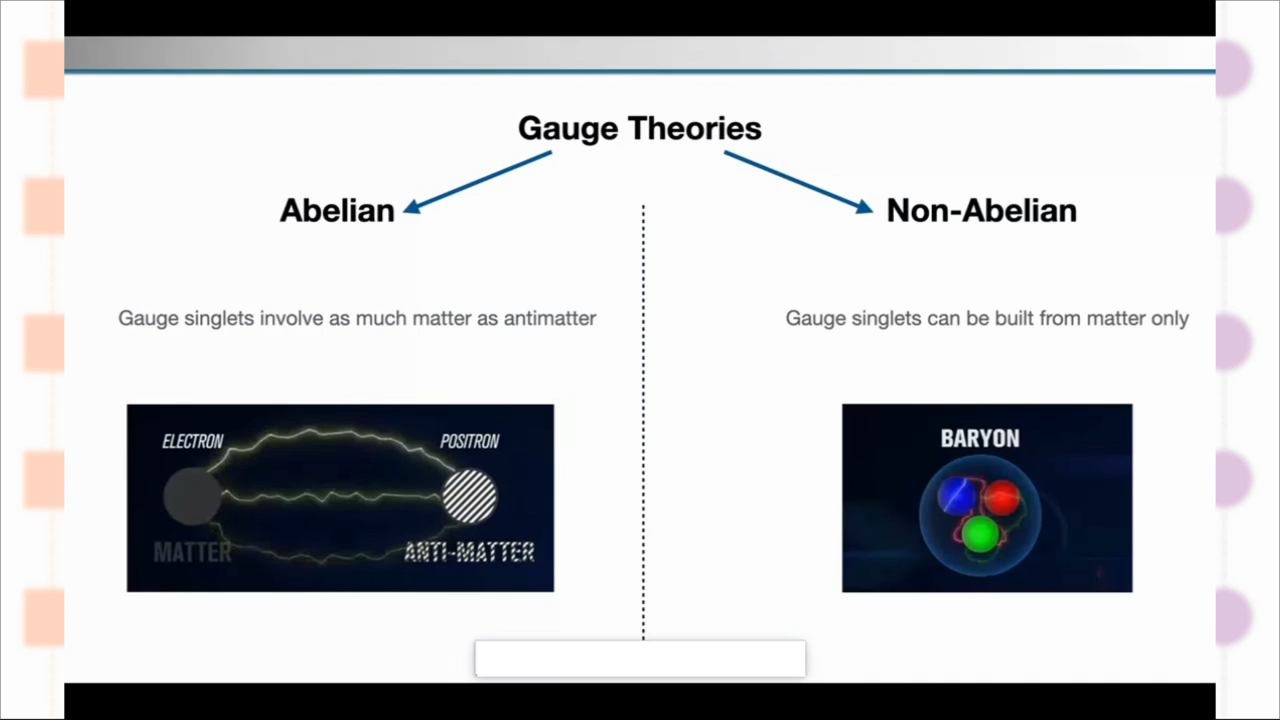 Gauge Theories
Abelian
Non-Abelian
Gauge singlets involve as much matter as antimatter
Gauge singlets can be built from matter only
ELECTRON
POSITRON
MATTER
ANTI-MATTER
BARYON